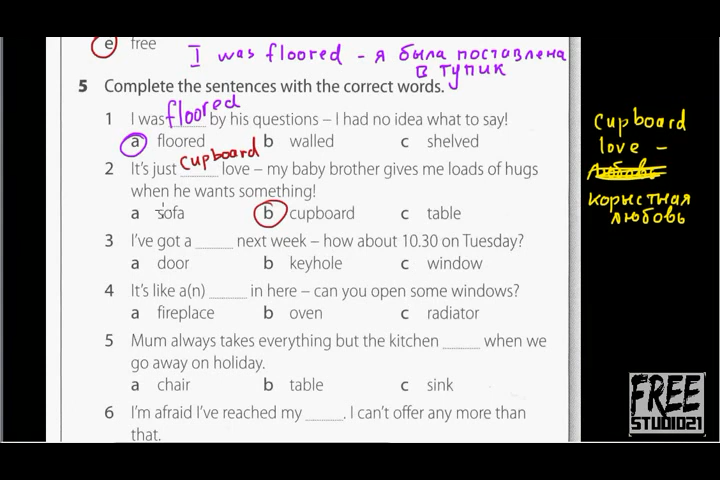 e free
I was floored - я была поставлена
в тупик
5 Complete the sentences with the correct words.
1 I was floored by his questions – I had no idea what to say!
a floored b walled c shelved
2 It's just cupboard love – my baby brother gives me loads of hugs
when he wants something!
a sofa b cupboard c table
3 I've got a ______ next week – how about 10.30 on Tuesday?
a door b keyhole c window
4 It's like a(n) ______ in here – can you open some windows?
a fireplace b oven c radiator
5 Mum always takes everything but the kitchen ______ when we
go away on holiday.
a chair b table c sink
6 I'm afraid I've reached my ______. I can't offer any more than
that.
cupboard
love -
любовь
корыстная
любовь
FREE
STUDIO21